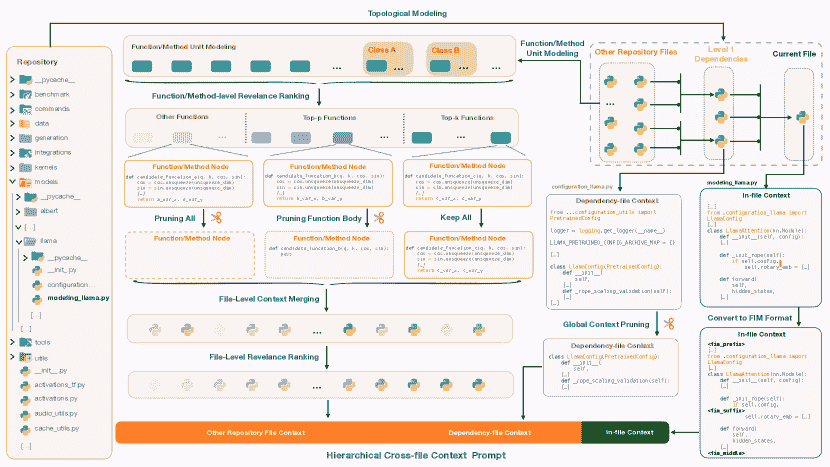 Topological Modeling
Repository
__pycache__
benchmark
commands
data
generation
integrations
kernels
models
__pycache__
albert
[...]
llama
__pycache__
__init__.py
configuration...
modeling_llama.py
[...]
[...]
tools
utils
__init__.py
activations_tf.py
activations.py
audio_utils.py
cache_utils.py
[...]
Function/Method Unit Modeling
Class A
Class B
...
...
...
Function/Method
Unit Modeling
Function/Method-level Revelance Ranking
Other Functions
Top-p Functions
Top-k Functions
...
...
...
Function/Method Node
def candidate_function_a(q, k, cos, sin):
cos = cos.unsqueeze(unsqueeze_dim)
sin = sin.unsqueeze(unsqueeze_dim)
[…]
return a_var_x, a_var_y
Function/Method Node
def candidate_function_b(q, k, cos, sin):
cos = cos.unsqueeze(unsqueeze_dim)
sin = sin.unsqueeze(unsqueeze_dim)
[…]
return b_var_x, b_var_y
Function/Method Node
def candidate_function_c(q, k, cos, sin):
cos = cos.unsqueeze(unsqueeze_dim)
sin = sin.unsqueeze(unsqueeze_dim)
[…]
return c_var_x, c_var_y
Pruning All
Pruning Function Body
Keep All
Function/Method Node
Function/Method Node
def candidate_function_b(q, k, cos, sin):
pass
Function/Method Node
def candidate_function_c(q, k, cos, sin):
cos = cos.unsqueeze(unsqueeze_dim)
sin = sin.unsqueeze(unsqueeze_dim)
[…]
return c_var_x, c_var_y
File-Level Context Merging
...
File-Level Revelance Ranking
...
Other Repository Files
Level 1
Dependencies
Current File
...
configuration_llama.py
Dependency-file Context
from ...configuration_utils import
PretrainedConfig
logger = logging.get_logger(__name__)
LLAMA_PRETRAINED_CONFIG_ARCHIVE_MAP = {}
[…]
class LlamaConfig(PretrainedConfig):
def __init__(
self,
[…]
def _rope_scaling_validation(self):
[…]
Global Context Pruning
Dependency-file Context
class LlamaConfig(PretrainedConfig):
def __init__(
self,
[…]
def _rope_scaling_validation(self):
[…]
modeling_llama.py
In-file Context
[…]
from .configuration_llama import
LlamaConfig
[…]
class LlamaAttention(nn.Module):
def __init__(self, config):
[…]
def _init_rope(self):
if self.config.
self.rotary_emb = […]
def forward(
self,
hidden_states,
[…]
Convert to FIM Format
In-file Context
<fim_prefix>
[…]
from .configuration_llama import
LlamaConfig
[…]
class LlamaAttention(nn.Module):
def __init__(self, config):
[…]
def _init_rope(self):
if self.config.
<fim_suffix>
self.rotary_emb = […]
def forward(
self,
hidden_states,
[…]
<fim_middle>
Other Repository File Context
Dependency-file Context
In-file Context
Hierarchical Cross-file Context Prompt